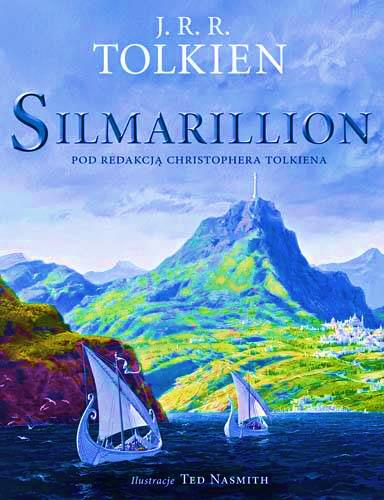 J. R. R.
TOLKIEN
SILMARILLION
POD REDAKCJĄ CHRISTOPHERA TOLKIENA
Ilustracje TED NASMITH